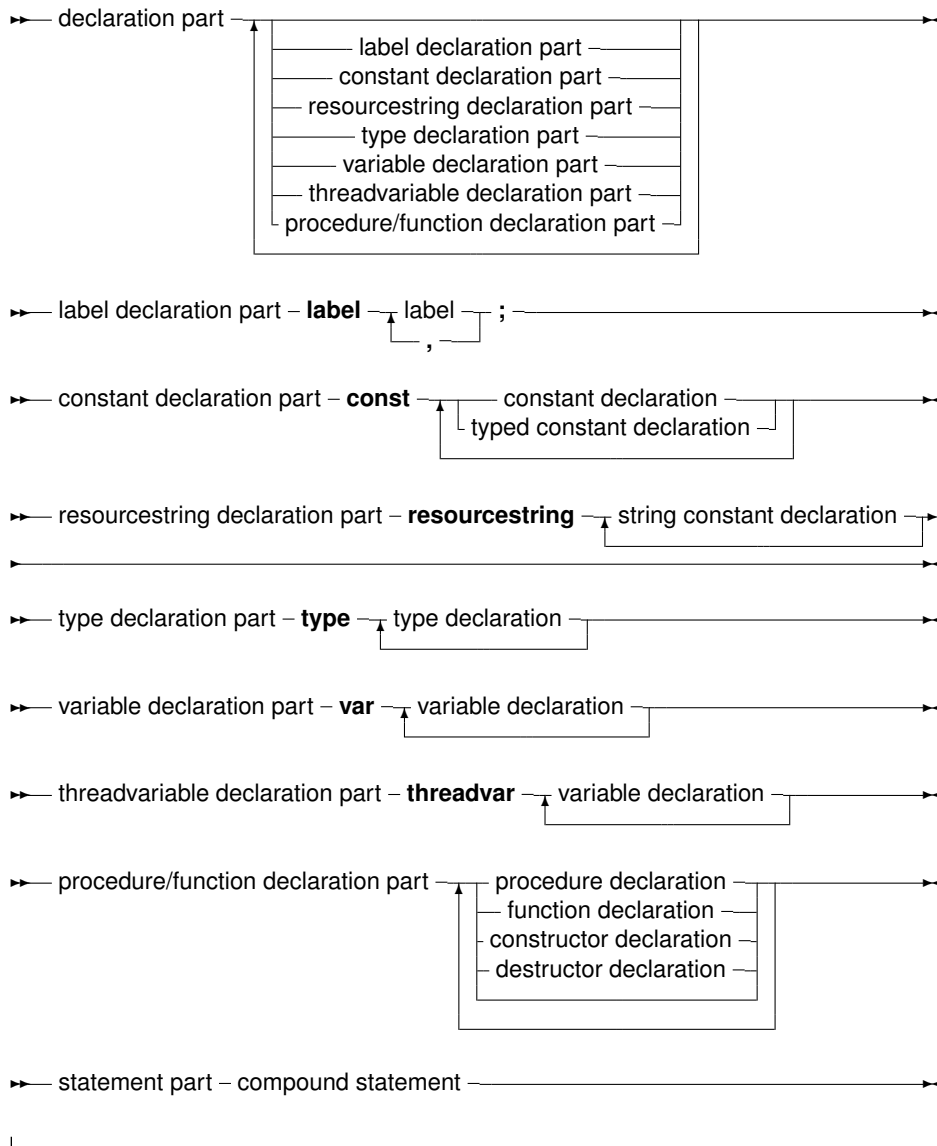 declaration part
label declaration part
constant declaration part
resourcestring declaration part
type declaration part
variable declaration part
threadvariable declaration part
procedure/function declaration part
label declaration part label label ;
,
constant declaration part const constant declaration
typed constant declaration
resourcestring declaration part resourcestring string constant declaration
type declaration part type type declaration
variable declaration part var variable declaration
threadvariable declaration part threadvar variable declaration
procedure/function declaration part procedure declaration
function declaration
constructor declaration
destructor declaration
statement part compound statement